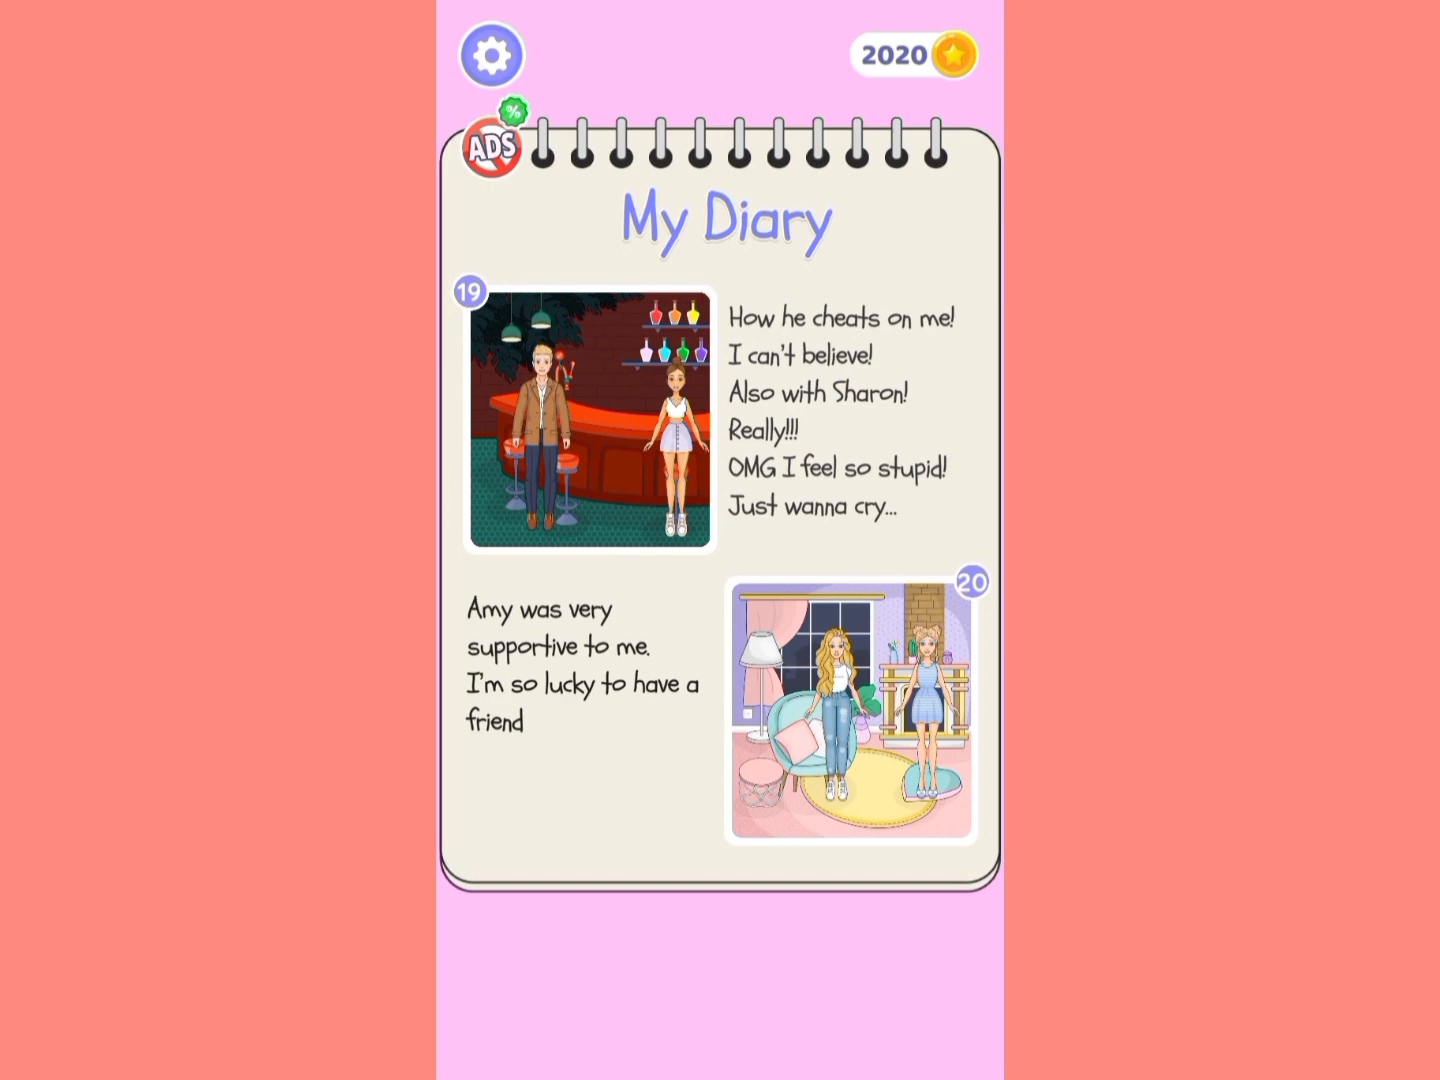 2020
%
ADS
My Diary
19
How he cheats on me!
I can't believe!
Also with Sharon!
Really!!!
OMG I feel so stupid!
Just wanna cry...
20
Amy was very
supportive to me.
I'm so lucky to have a
friend